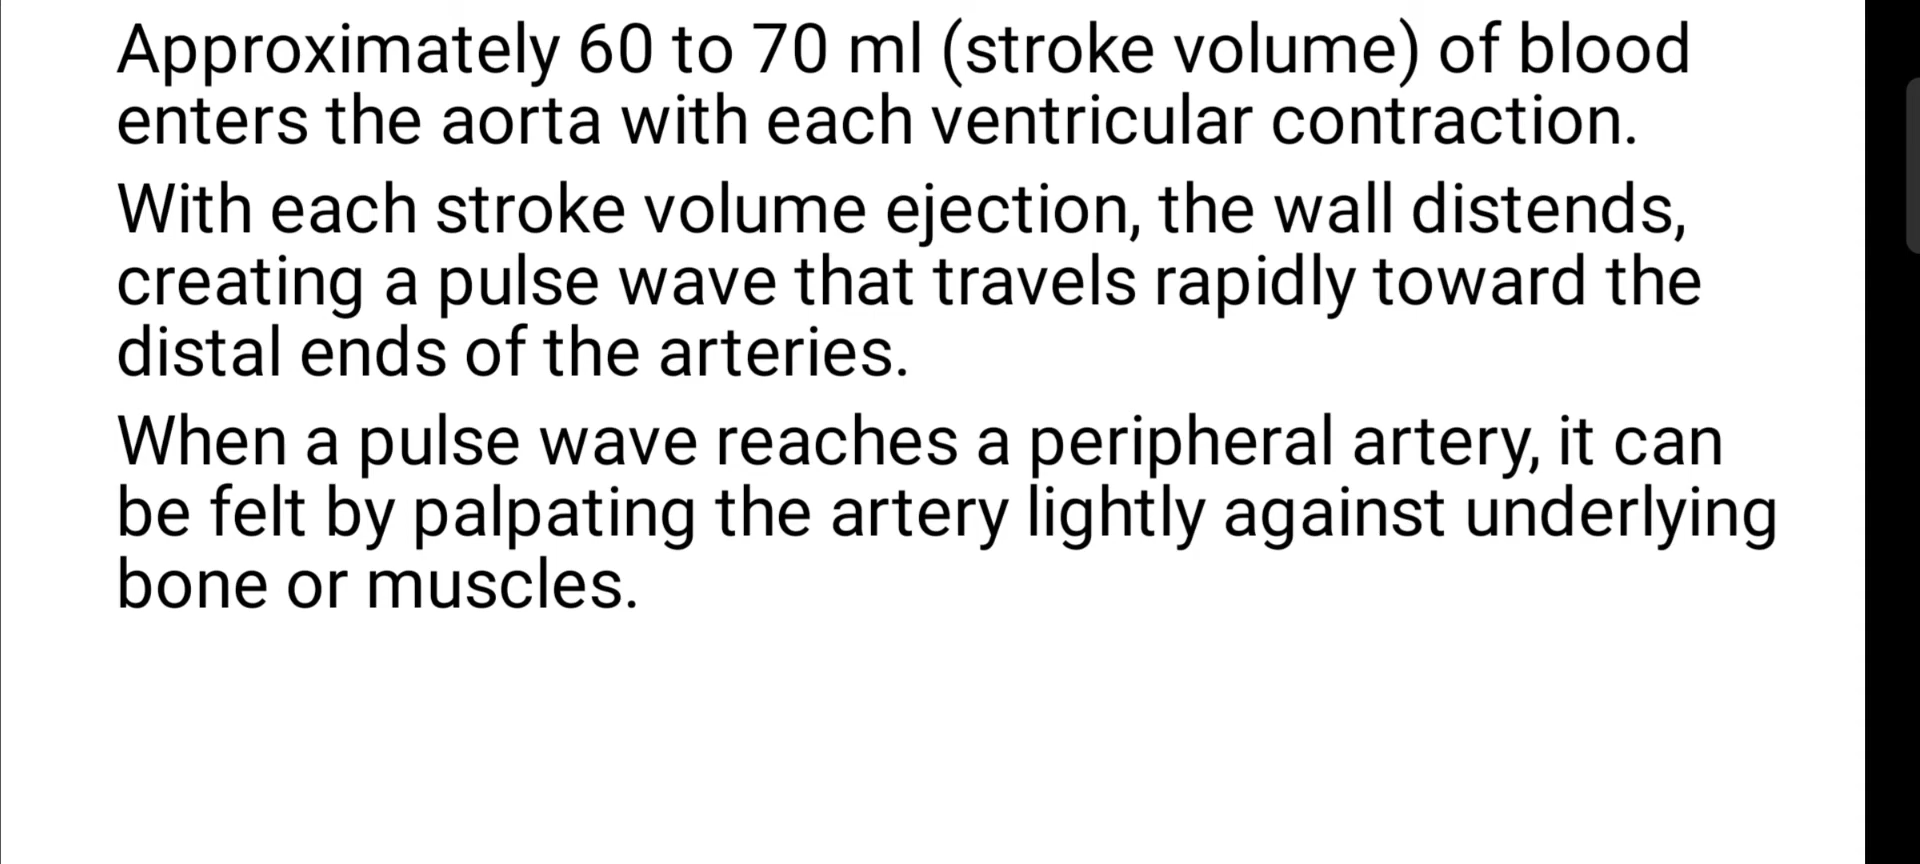 Approximately 60 to 70 ml (stroke volume) of blood
enters the aorta with each ventricular contraction.
With each stroke volume ejection, the wall distends,
creating a pulse wave that travels rapidly toward the
distal ends of the arteries.
When a pulse wave reaches a peripheral artery, it can
be felt by palpating the artery lightly against underlying
bone or muscles.